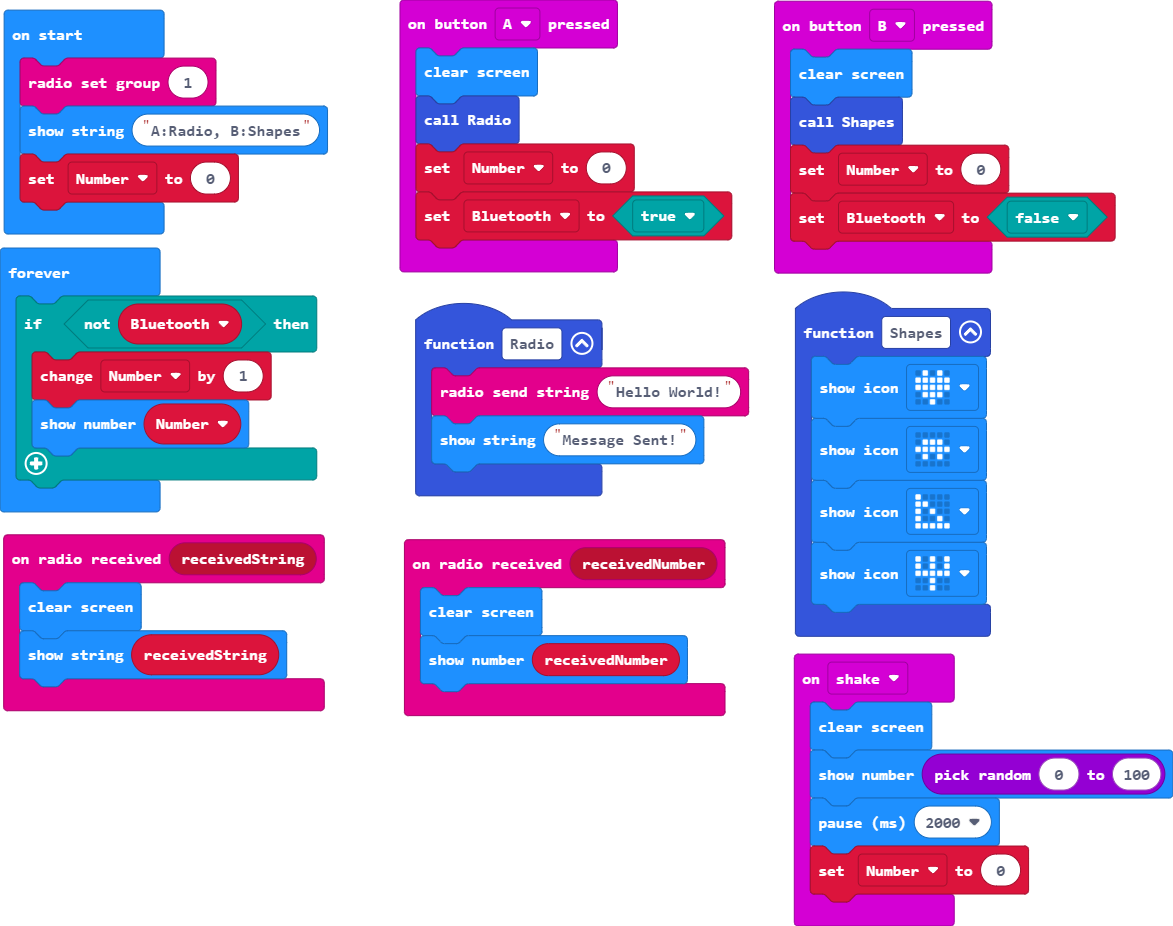 on start
radio set group 1
show string "A:Radio, B:Shapes"
set Number to 0
on button A pressed
clear screen
call Radio
set Number to 0
set Bluetooth to true
on button B pressed
clear screen
call Shapes
set Number to 0
set Bluetooth to false
forever
if not Bluetooth then
change Number by 1
show number Number
function Radio
radio send string "Hello World!"
show string "Message Sent!"
function Shapes
show icon
show icon
show icon
show icon
on radio received receivedString
clear screen
show string receivedString
on radio received receivedNumber
clear screen
show number receivedNumber
on shake
clear screen
show number pick random 0 to 100
pause (ms) 2000
set Number to 0